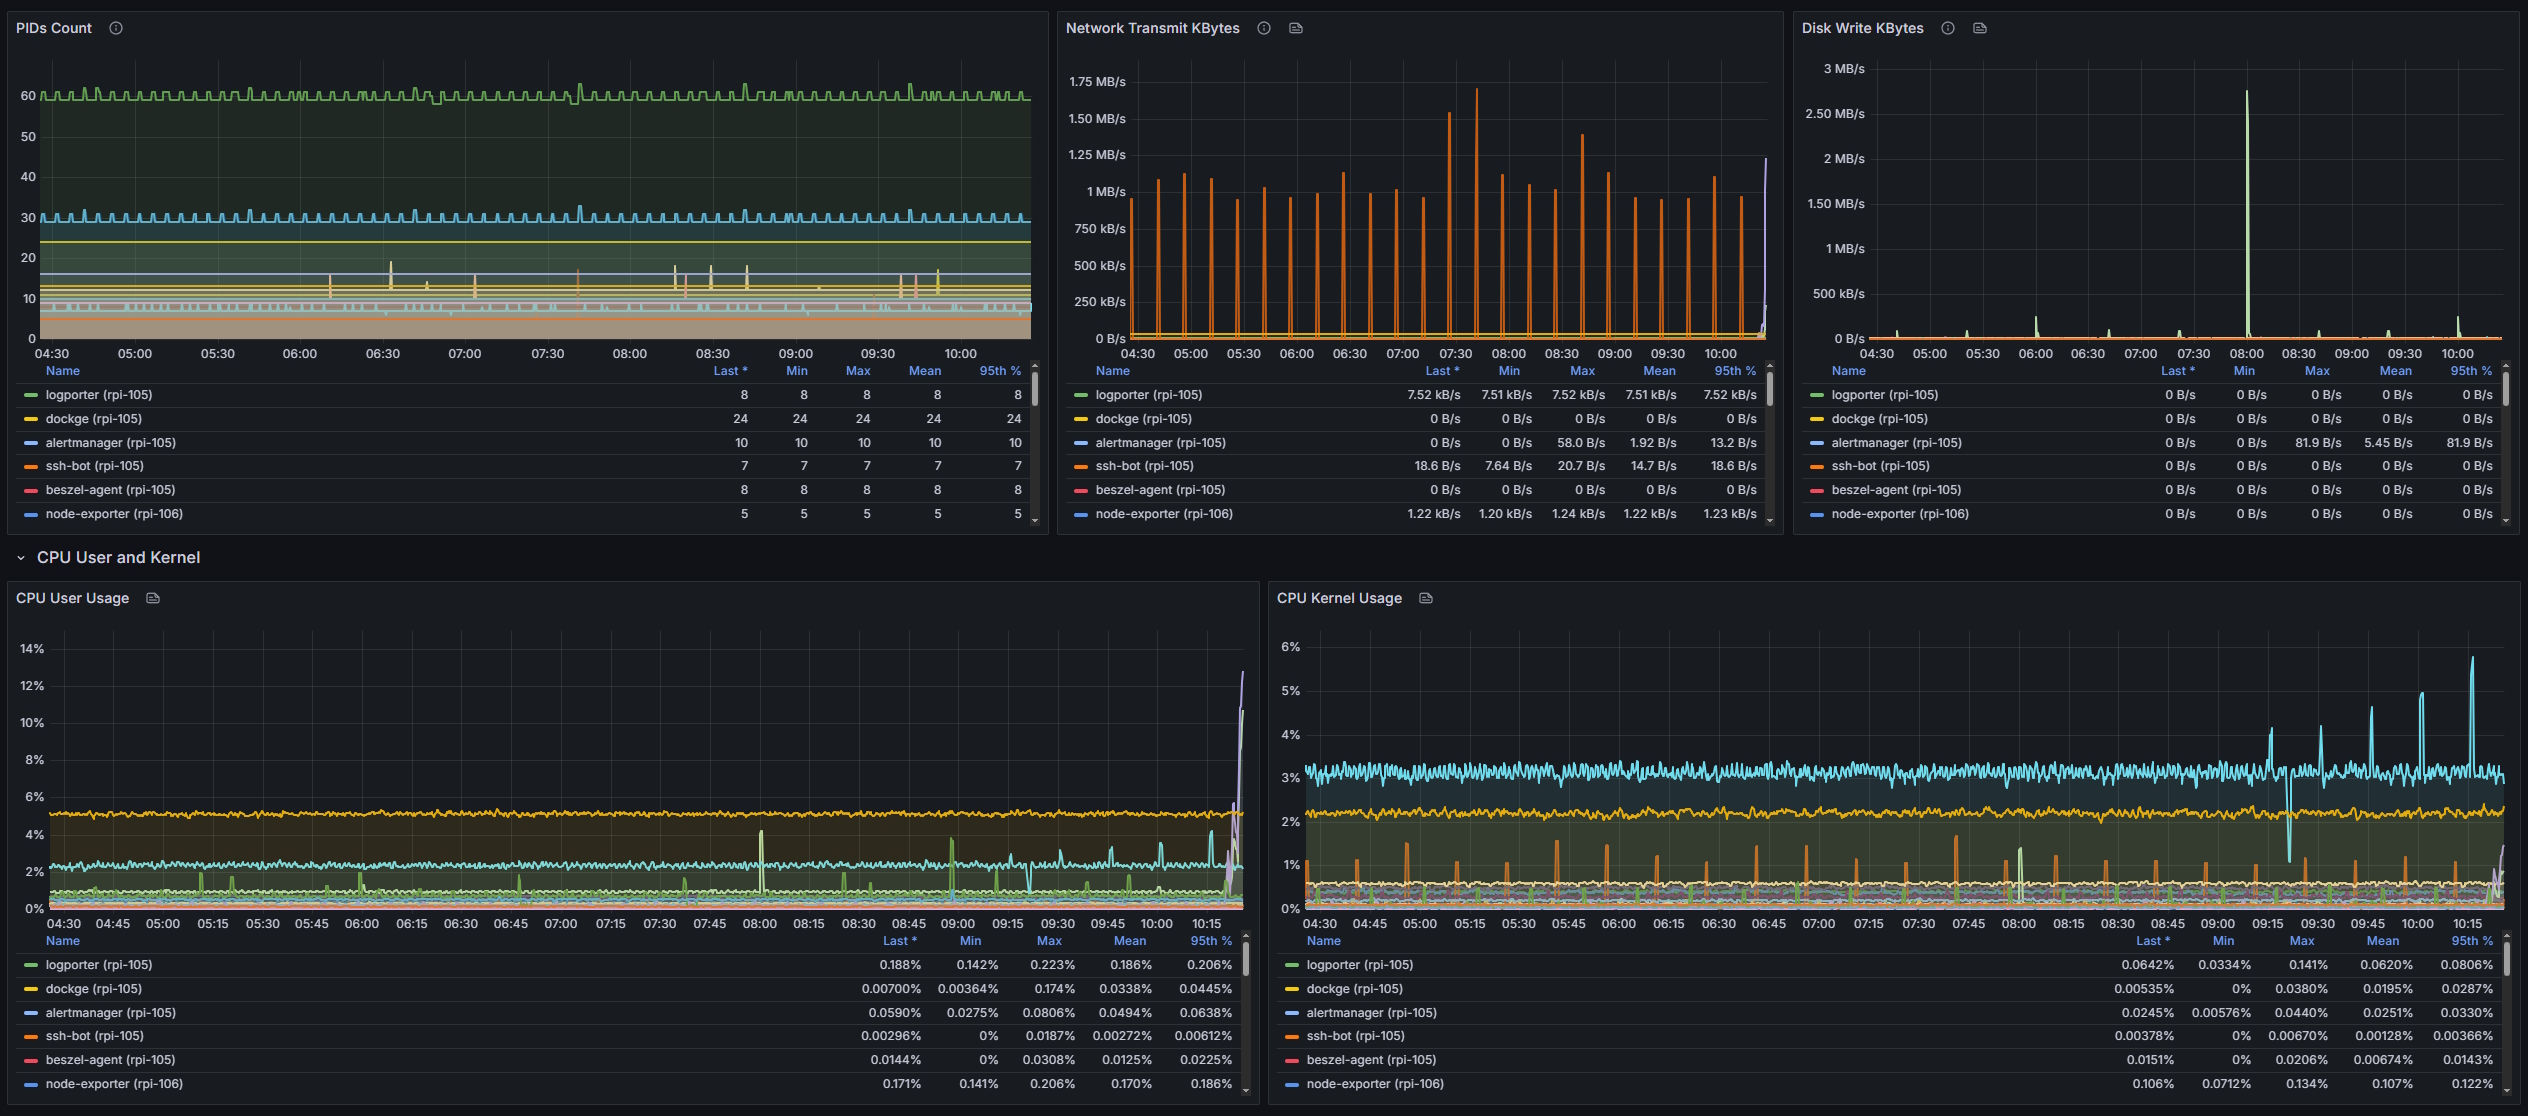 PIDs Count
60
50
40
30
20
10
0
04:30 05:00 05:30 06:00 06:30 07:00 07:30 08:00 08:30 09:00 09:30 10:00
Name Last * Min Max Mean 95th %
logporter (rpi-105) 8 8 8 8 8
dockge (rpi-105) 24 24 24 24 24
alertmanager (rpi-105) 10 10 10 10 10
ssh-bot (rpi-105) 7 7 7 7 7
beszel-agent (rpi-105) 8 8 8 8 8
node-exporter (rpi-106) 5 5 5 5 5
Network Transmit KBytes
1.75 MB/s
1.50 MB/s
1.25 MB/s
1 MB/s
750 kB/s
500 kB/s
250 kB/s
0 B/s
04:30 05:00 05:30 06:00 06:30 07:00 07:30 08:00 08:30 09:00 09:30 10:00
Name Last * Min Max Mean 95th %
logporter (rpi-105) 7.52 kB/s 7.51 kB/s 7.52 kB/s 7.51 kB/s 7.52 kB/s
dockge (rpi-105) 0 B/s 0 B/s 0 B/s 0 B/s 0 B/s
alertmanager (rpi-105) 0 B/s 0 B/s 58.0 B/s 1.92 B/s 13.2 B/s
ssh-bot (rpi-105) 18.6 B/s 7.64 B/s 20.7 B/s 14.7 B/s 18.6 B/s
beszel-agent (rpi-105) 0 B/s 0 B/s 0 B/s 0 B/s 0 B/s
node-exporter (rpi-106) 1.22 kB/s 1.20 kB/s 1.24 kB/s 1.22 kB/s 1.23 kB/s
Disk Write KBytes
3 MB/s
2.50 MB/s
2 MB/s
1.50 MB/s
1 MB/s
500 kB/s
0 B/s
04:30 05:00 05:30 06:00 06:30 07:00 07:30 08:00 08:30 09:00 09:30 10:00
Name Last * Min Max Mean 95th %
logporter (rpi-105) 0 B/s 0 B/s 0 B/s 0 B/s 0 B/s
dockge (rpi-105) 0 B/s 0 B/s 0 B/s 0 B/s 0 B/s
alertmanager (rpi-105) 0 B/s 0 B/s 81.9 B/s 5.45 B/s 81.9 B/s
ssh-bot (rpi-105) 0 B/s 0 B/s 0 B/s 0 B/s 0 B/s
beszel-agent (rpi-105) 0 B/s 0 B/s 0 B/s 0 B/s 0 B/s
node-exporter (rpi-106) 0 B/s 0 B/s 0 B/s 0 B/s 0 B/s
CPU User and Kernel
CPU User Usage
14%
12%
10%
8%
6%
4%
2%
0%
04:30 04:45 05:00 05:15 05:30 05:45 06:00 06:15 06:30 06:45 07:00 07:15 07:30 07:45 08:00 08:15 08:30 08:45 09:00 09:15 09:30 09:45 10:00 10:15
Name Last * Min Max Mean 95th %
logporter (rpi-105) 0.188% 0.142% 0.223% 0.186% 0.206%
dockge (rpi-105) 0.00700% 0.00364% 0.174% 0.0338% 0.0445%
alertmanager (rpi-105) 0.0590% 0.0275% 0.0806% 0.0494% 0.0638%
ssh-bot (rpi-105) 0.00296% 0% 0.0187% 0.00272% 0.00612%
beszel-agent (rpi-105) 0.0144% 0% 0.0308% 0.0125% 0.0225%
node-exporter (rpi-106) 0.171% 0.141% 0.206% 0.170% 0.186%
CPU Kernel Usage
6%
5%
4%
3%
2%
1%
0%
04:30 04:45 05:00 05:15 05:30 05:45 06:00 06:15 06:30 06:45 07:00 07:15 07:30 07:45 08:00 08:15 08:30 08:45 09:00 09:15 09:30 09:45 10:00 10:15
Name Last * Min Max Mean 95th %
logporter (rpi-105) 0.0642% 0.0334% 0.141% 0.0620% 0.0806%
dockge (rpi-105) 0.00535% 0% 0.0380% 0.0195% 0.0287%
alertmanager (rpi-105) 0.0245% 0.00576% 0.0440% 0.0251% 0.0330%
ssh-bot (rpi-105) 0.00378% 0% 0.00670% 0.00128% 0.00366%
beszel-agent (rpi-105) 0.0151% 0% 0.0206% 0.00674% 0.0143%
node-exporter (rpi-106) 0.106% 0.0712% 0.134% 0.107% 0.122%